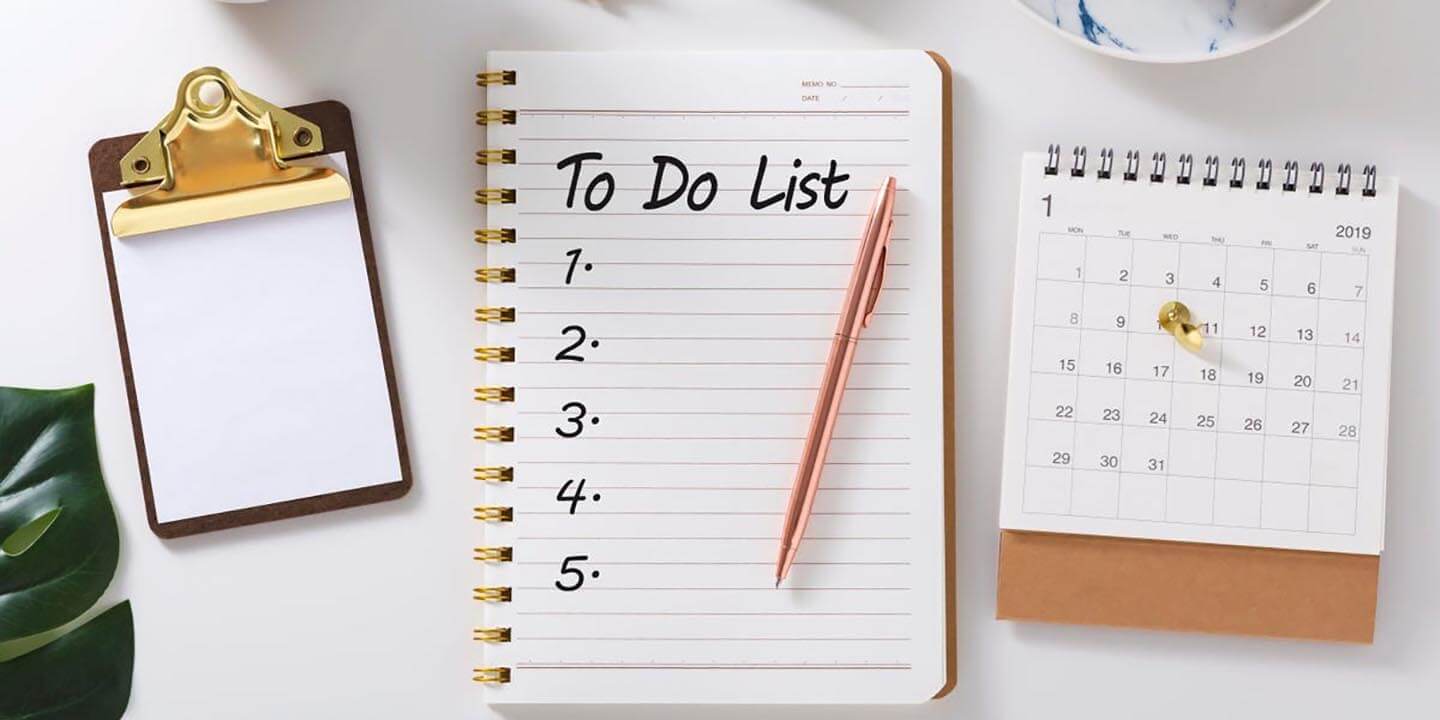 MEMO NO
DATE / /
To Do List
1.
2.
3.
4.
5.
1
2019
MON TUE WED THU FRI SAT SUN
1 2 3 4 5 6 7
8 9 11 12 13 14
15 16 17 18 19 20 21
22 23 24 25 26 27 28
29 30 31